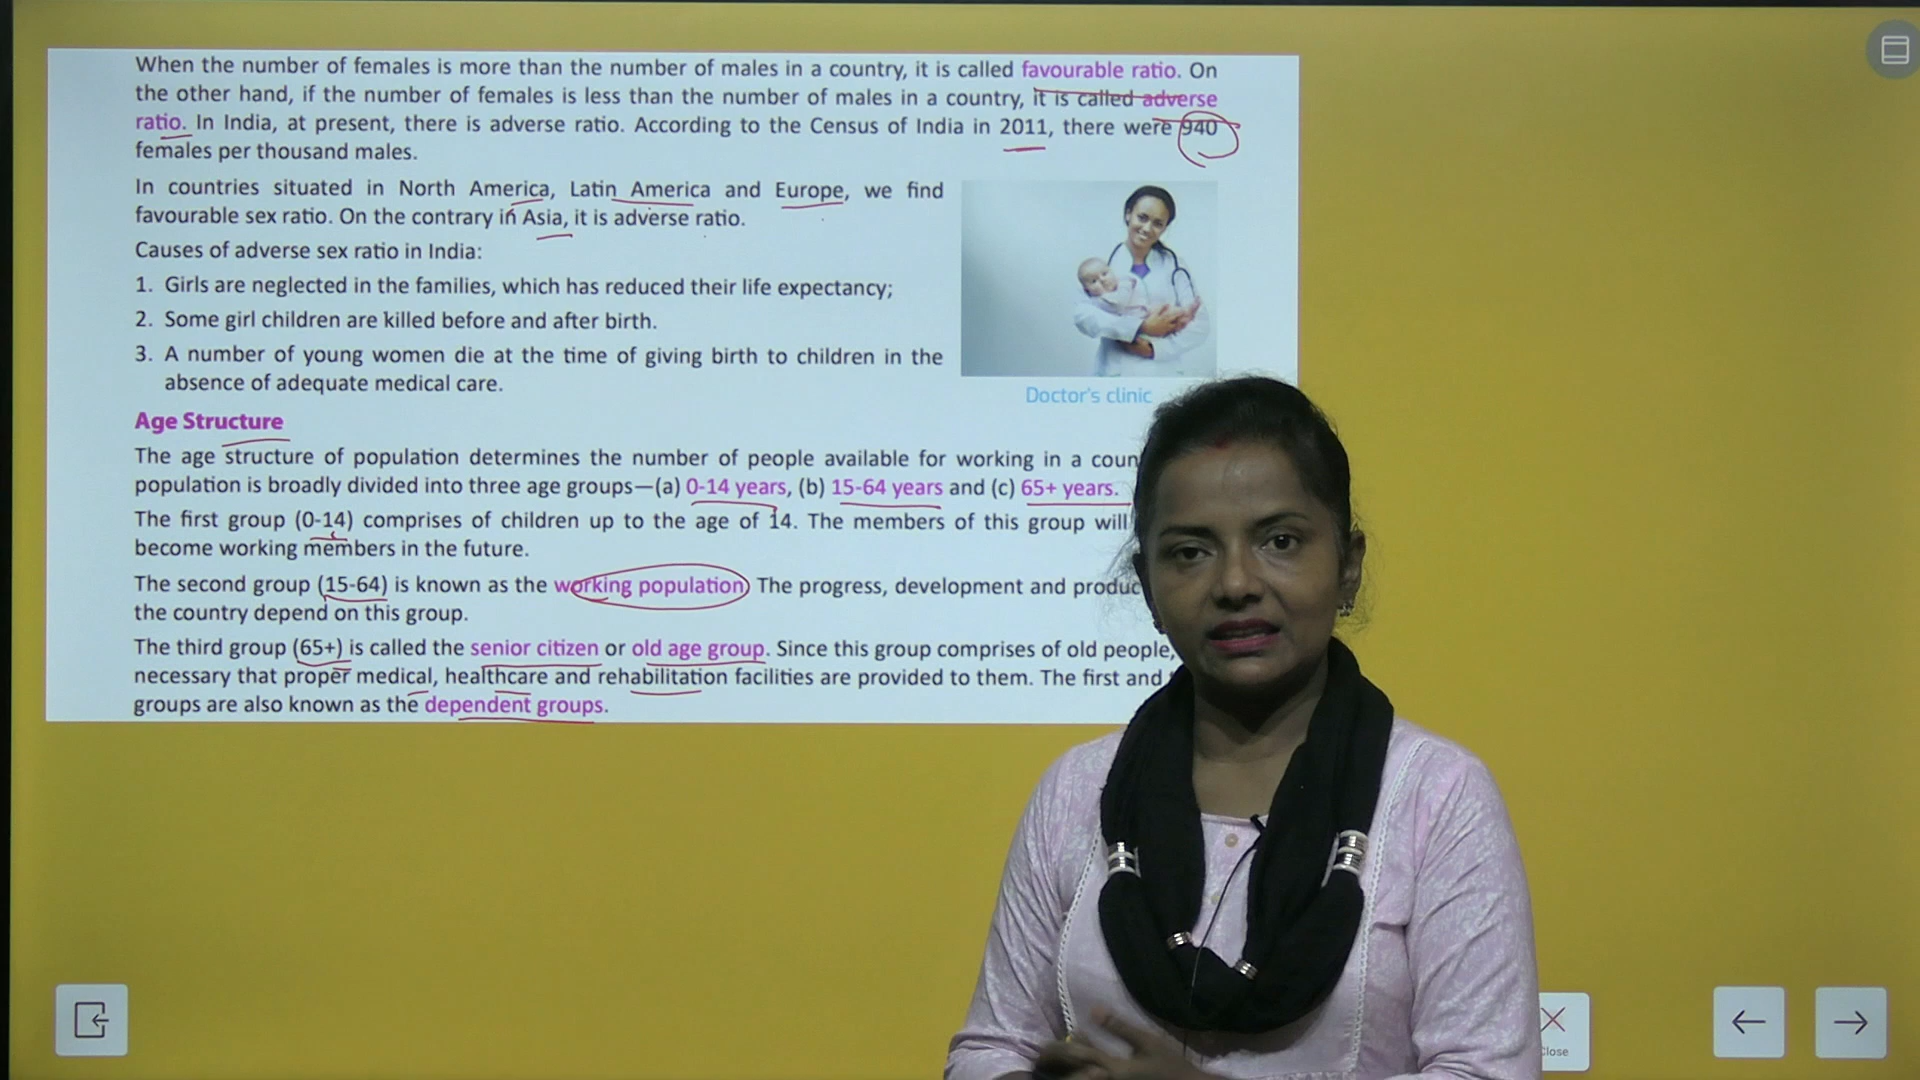 When the number of females is more than the number of males in a country, it is called favourable ratio. On
the other hand, if the number of females is less than the number of males in a country, it is called adverse
ratio. In India, at present, there is adverse ratio. According to the Census of India in 2011, there were 940
females per thousand males.
In countries situated in North America, Latin America and Europe, we find
favourable sex ratio. On the contrary in Asia, it is adverse ratio.
Causes of adverse sex ratio in India:
1. Girls are neglected in the families, which has reduced their life expectancy;
2. Some girl children are killed before and after birth.
3. A number of young women die at the time of giving birth to children in the
absence of adequate medical care.
Doctor's clinic
Age Structure
The age structure of population determines the number of people available for working in a coun
population is broadly divided into three age groups—(a) 0-14 years, (b) 15-64 years and (c) 65+ years.
The first group (0-14) comprises of children up to the age of 14. The members of this group will
become working members in the future.
The second group (15-64) is known as the working population. The progress, development and produc
the country depend on this group.
The third group (65+) is called the senior citizen or old age group. Since this group comprises of old people,
necessary that proper medical, healthcare and rehabilitation facilities are provided to them. The first and
groups are also known as the dependent groups.
Close